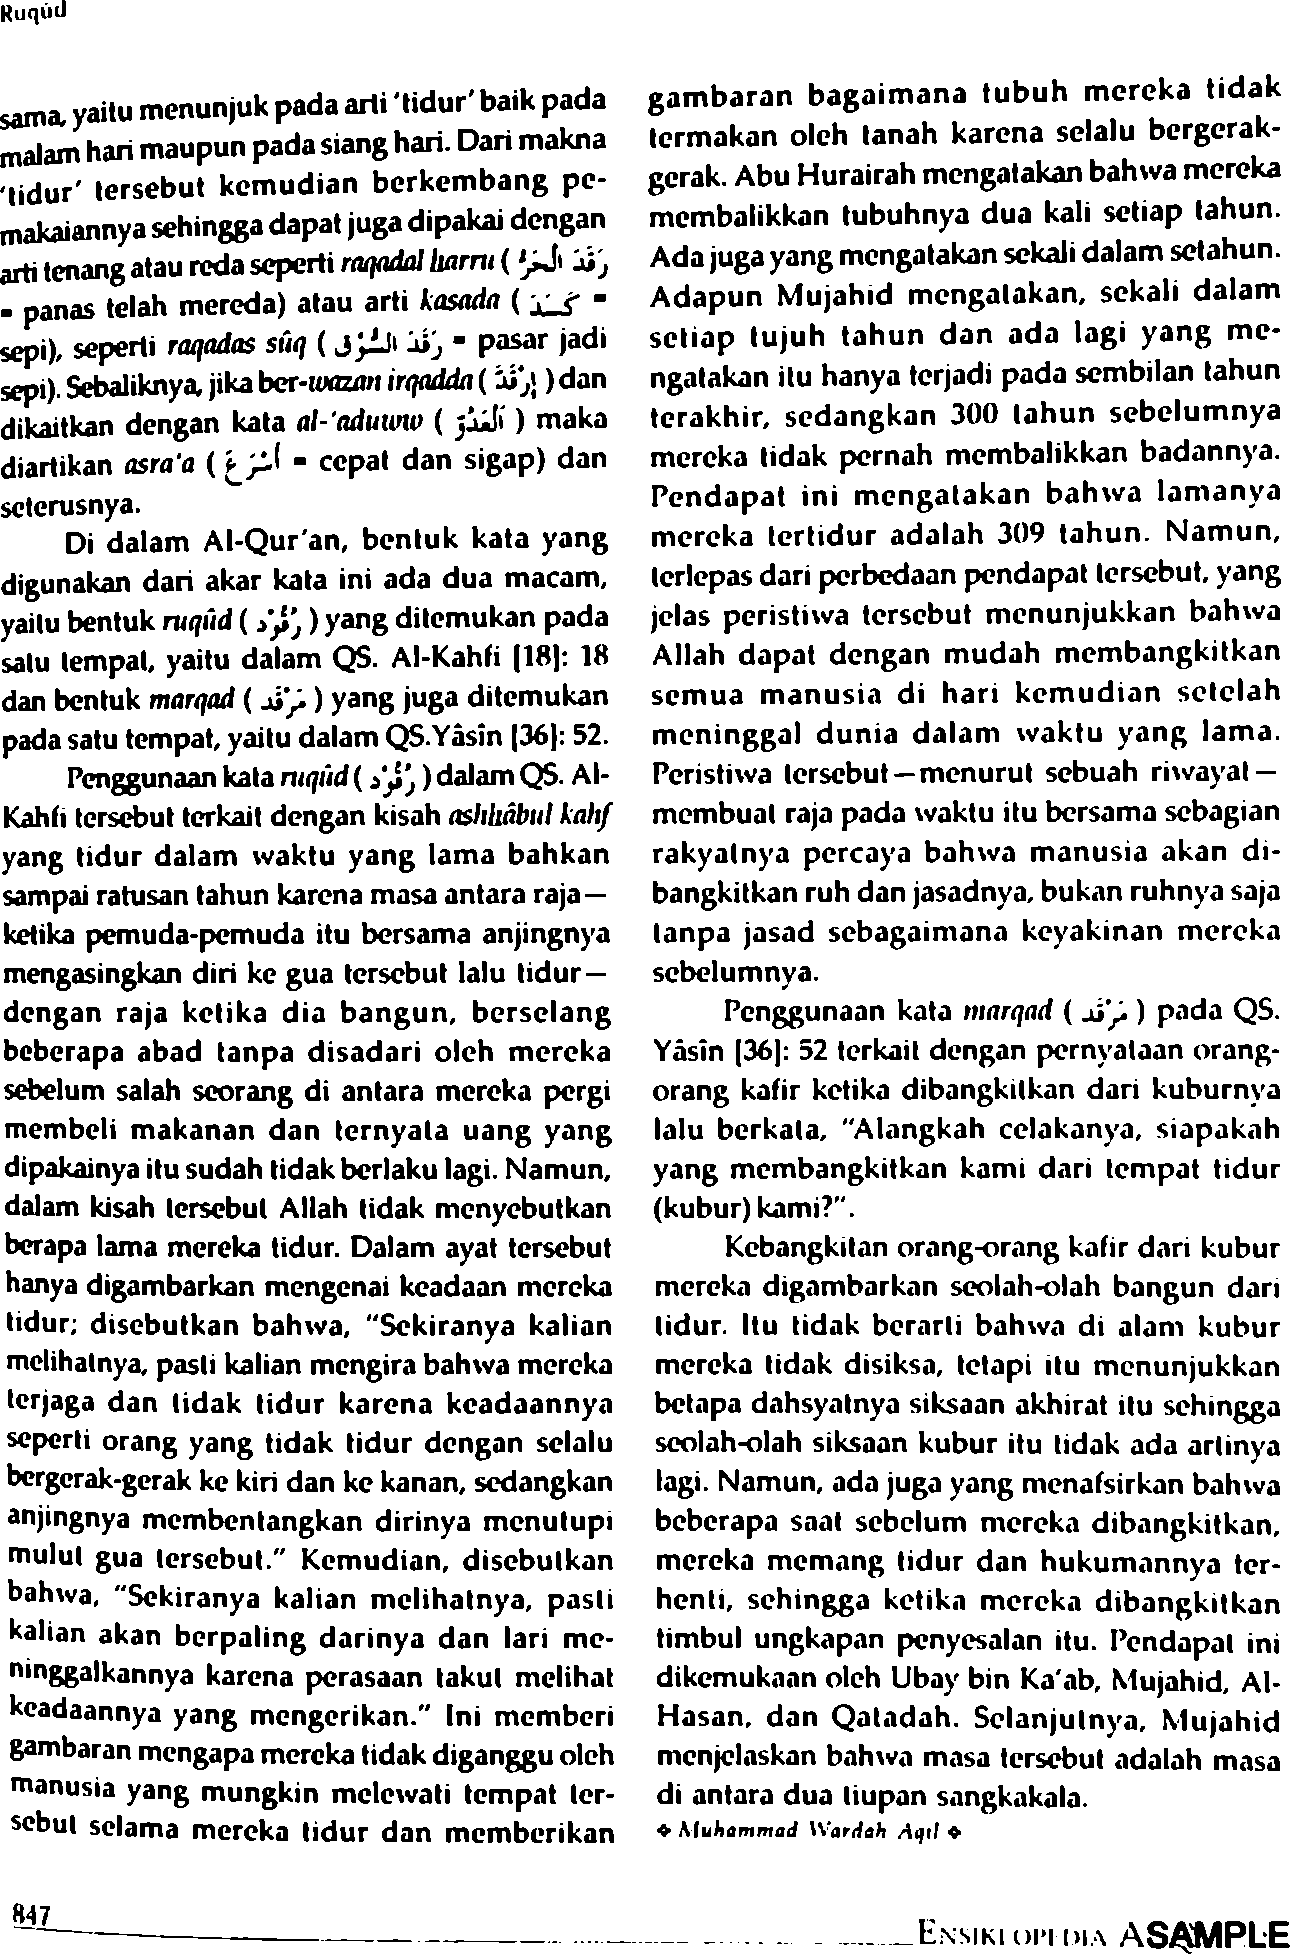 Ruqûd
sama, yaitu menunjuk pada arti 'tidur' baik pada
malam hari maupun pada siang hari. Dari makna
'tidur' tersebut kemudian berkembang pe-
makaiannya sehingga dapat juga dipakai dengan
arti tenang atau reda seperti raqadal harru ( رَقَدَ الْحَرُّ
= panas telah mereda) atau arti kasada ( كَسَدَ =
sepi), seperti raqadas sûq ( رَقَدَ السُّوْقُ = pasar jadi
sepi). Sebaliknya, jika ber-wazan irqadda ( إِرْقَدَّ ) dan
dikaitkan dengan kata al-'aduww ( اَلْعَدُوّ ) maka
diartikan asra'a ( أَسْرَعَ = cepat dan sigap) dan
seterusnya.
Di dalam Al-Qur'an, bentuk kata yang
digunakan dari akar kata ini ada dua macam,
yaitu bentuk ruqûd ( رُقُوْد ) yang ditemukan pada
satu tempat, yaitu dalam QS. Al-Kahfi [18]: 18
dan bentuk marqad ( مَرْقَد ) yang juga ditemukan
pada satu tempat, yaitu dalam QS.Yâsîn [36]: 52.
Penggunaan kata ruqûd ( رُقُوْد ) dalam QS. Al-
Kahfi tersebut terkait dengan kisah ashhâbul kahf
yang tidur dalam waktu yang lama bahkan
sampai ratusan tahun karena masa antara raja—
ketika pemuda-pemuda itu bersama anjingnya
mengasingkan diri ke gua tersebut lalu tidur—
dengan raja ketika dia bangun, berselang
beberapa abad tanpa disadari oleh mereka
sebelum salah seorang di antara mereka pergi
membeli makanan dan ternyata uang yang
dipakainya itu sudah tidak berlaku lagi. Namun,
dalam kisah tersebut Allah tidak menyebutkan
berapa lama mereka tidur. Dalam ayat tersebut
hanya digambarkan mengenai keadaan mereka
tidur; disebutkan bahwa, "Sekiranya kalian
melihatnya, pasti kalian mengira bahwa mereka
terjaga dan tidak tidur karena keadaannya
seperti orang yang tidak tidur dengan selalu
bergerak-gerak ke kiri dan ke kanan, sedangkan
anjingnya membentangkan dirinya menutupi
mulut gua tersebut." Kemudian, disebutkan
bahwa, "Sekiranya kalian melihatnya, pasti
kalian akan berpaling darinya dan lari me-
ninggalkannya karena perasaan takut melihat
keadaannya yang mengerikan." Ini memberi
gambaran mengapa mereka tidak diganggu oleh
manusia yang mungkin melewati tempat ter-
sebut selama mereka tidur dan memberikan
gambaran bagaimana tubuh mereka tidak
termakan oleh tanah karena selalu bergerak-
gerak. Abu Hurairah mengatakan bahwa mereka
membalikkan tubuhnya dua kali setiap tahun.
Ada juga yang mengatakan sekali dalam setahun.
Adapun Mujahid mengatakan, sekali dalam
setiap tujuh tahun dan ada lagi yang me-
ngatakan itu hanya terjadi pada sembilan tahun
terakhir, sedangkan 300 tahun sebelumnya
mereka tidak pernah membalikkan badannya.
Pendapat ini mengatakan bahwa lamanya
mereka tertidur adalah 309 tahun. Namun,
terlepas dari perbedaan pendapat tersebut, yang
jelas peristiwa tersebut menunjukkan bahwa
Allah dapat dengan mudah membangkitkan
semua manusia di hari kemudian setelah
meninggal dunia dalam waktu yang lama.
Peristiwa tersebut—menurut sebuah riwayat—
membuat raja pada waktu itu bersama sebagian
rakyatnya percaya bahwa manusia akan di-
bangkitkan ruh dan jasadnya, bukan ruhnya saja
tanpa jasad sebagaimana keyakinan mereka
sebelumnya.
Penggunaan kata marqad ( مَرْقَد ) pada QS.
Yâsîn [36]: 52 terkait dengan pernyataan orang-
orang kafir ketika dibangkitkan dari kuburnya
lalu berkata, "Alangkah celakanya, siapakah
yang membangkitkan kami dari tempat tidur
(kubur) kami?".
Kebangkitan orang-orang kafir dari kubur
mereka digambarkan seolah-olah bangun dari
tidur. Itu tidak berarti bahwa di alam kubur
mereka tidak disiksa, tetapi itu menunjukkan
betapa dahsyatnya siksaan akhirat itu sehingga
seolah-olah siksaan kubur itu tidak ada artinya
lagi. Namun, ada juga yang menafsirkan bahwa
beberapa saat sebelum mereka dibangkitkan,
mereka memang tidur dan hukumannya ter-
henti, sehingga ketika mereka dibangkitkan
timbul ungkapan penyesalan itu. Pendapat ini
dikemukaan oleh Ubay bin Ka'ab, Mujahid, Al-
Hasan, dan Qatadah. Selanjutnya, Mujahid
menjelaskan bahwa masa tersebut adalah masa
di antara dua tiupan sangkakala.
❖ Muhammad Wardah Aqil ❖
847
ENSIKLOPEDIA ASAMPLE